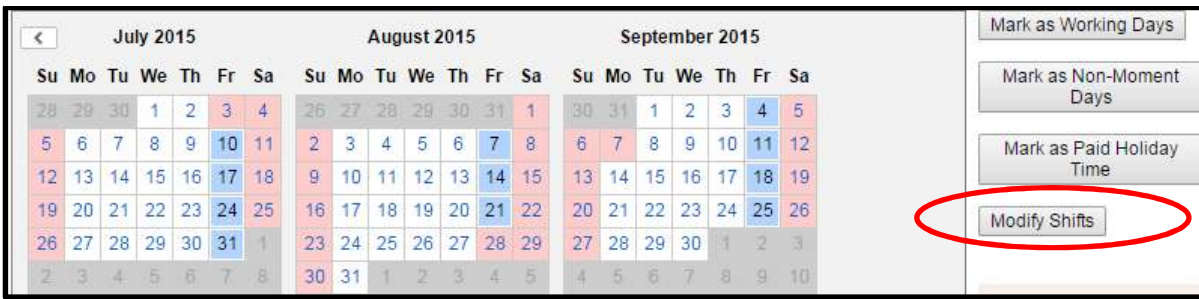 <
July 2015
August 2015
September 2015
Su Mo Tu We Th Fr Sa
Su Mo Tu We Th Fr Sa
Su Mo Tu We Th Fr Sa
28 29 30 1 2 3 4
26 27 28 29 30 31 1
30 31 1 2 3 4 5
5 6 7 8 9 10 11
2 3 4 5 6 7 8
6 7 8 9 10 11 12
12 13 14 15 16 17 18
9 10 11 12 13 14 15
13 14 15 16 17 18 19
19 20 21 22 23 24 25
16 17 18 19 20 21 22
20 21 22 23 24 25 26
26 27 28 29 30 31 1
23 24 25 26 27 28 29
27 28 29 30 1 2 3
2 3 4 5 6 7 8
30 31 1 2 3 4 5
4 5 6 7 8 9 10
Mark as Working Days
Mark as Non-Moment
Days
Mark as Paid Holiday
Time
Modify Shifts